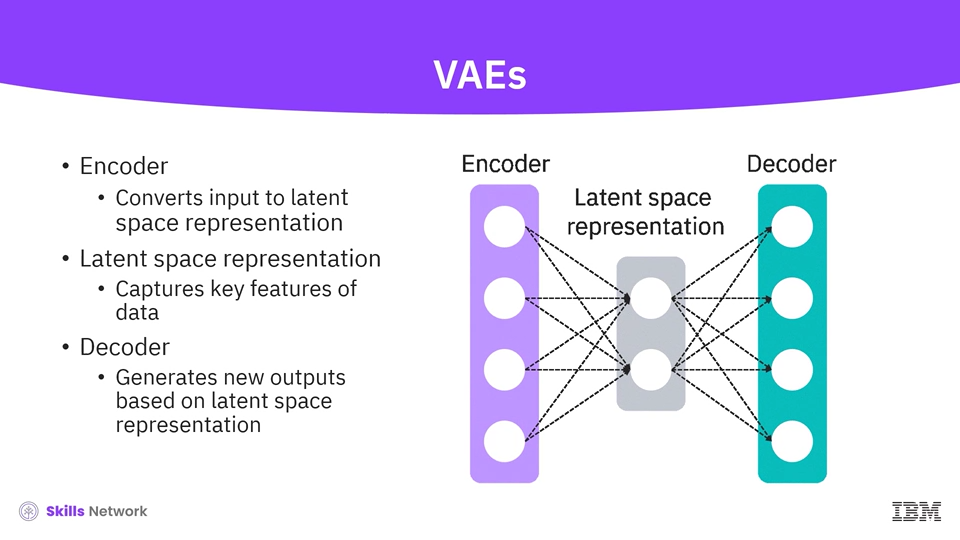 VAEs
• Encoder
• Converts input to latent
space representation
• Latent space representation
• Captures key features of
data
• Decoder
• Generates new outputs
based on latent space
representation
Encoder
Latent space
representation
Decoder
Skills Network
IBM